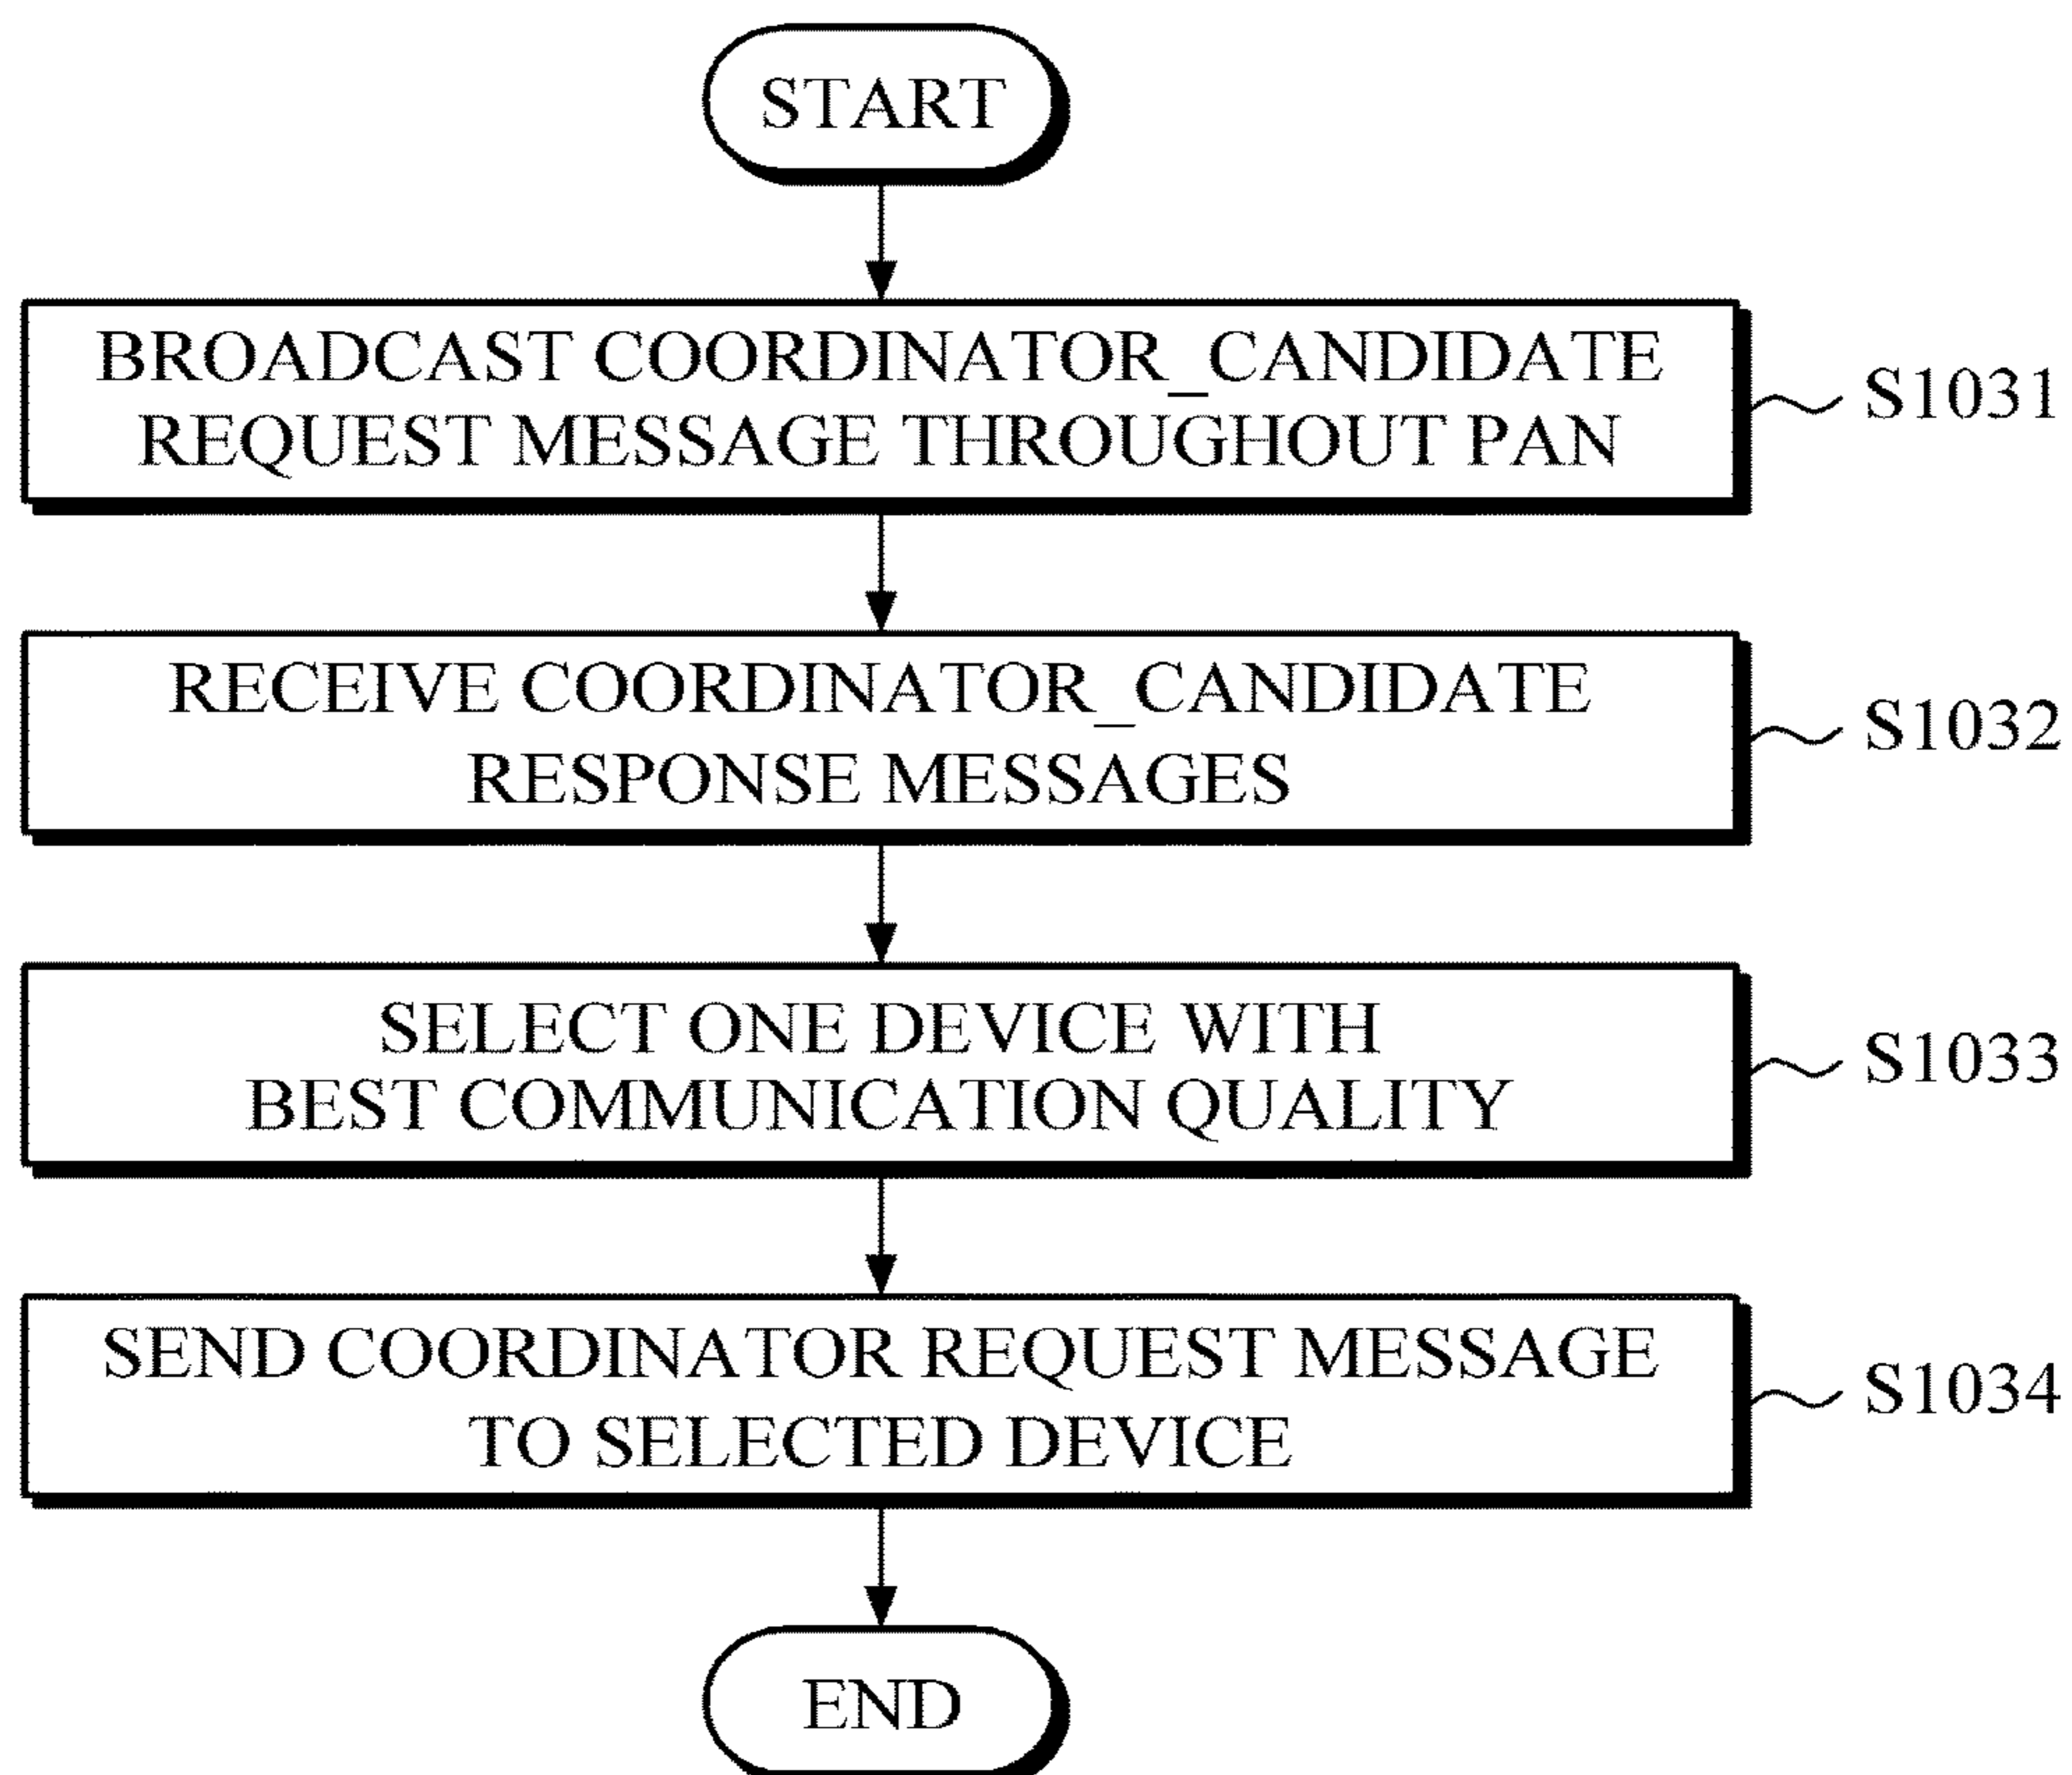 START
BROADCAST COORDINATOR_CANDIDATE
REQUEST MESSAGE THROUGHOUT PAN
S1031
RECEIVE COORDINATOR_CANDIDATE
RESPONSE MESSAGES
S1032
SELECT ONE DEVICE WITH
BEST COMMUNICATION QUALITY
S1033
SEND COORDINATOR REQUEST MESSAGE
TO SELECTED DEVICE
S1034
END